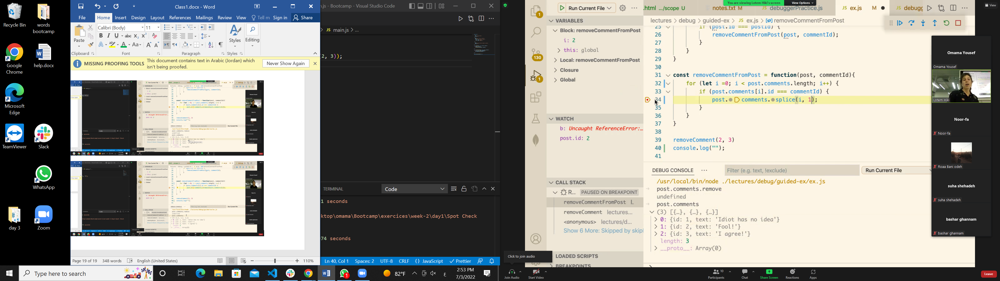 Recycle Bin
words bootcamp
Google Chrome
help.docx
Microsoft Edge
TeamViewer
Slack
WhatsApp
day 3
Zoom
Class1.docx - Word
File Home Insert Design Layout References Mailings Review View Tell m Sign in Share
Paste
Calibri (Body) 11
Styles
Editing
Clipboard Font Paragraph Styles
MISSING PROOFING TOOLS This document contains text in Arabic (Jordan) which isn't being proofed. Never Show Again
Page 19 of 19 348 words English (United States) 110%
.js - Bootcamp - Visual Studio Code
JS main.js > ...
2, 3));
TERMINAL Code
1 seconds
ktop\omama\Bootcamp\exercices\week-2\day1\Spot Check
74 seconds
Ln 40, Col 1 Spaces: 2 UTF-8 CRLF {} JavaScript Prettier
Type here to search
82°F
ع
2:53 PM
7/3/2022
You are viewing Lotem Hiki's screen View Options
View
Run Current File
.html .../scope U notes.txt M debuggerPractice.js JS ex.js M JS debugg
lectures > debug > guided-ex > JS ex.js > removeCommentFromPost
VARIABLES
Block: removeCommentFromPost
i: 2
this: global
Local: removeCommentFromPost
Closure
Global
WATCH
b: Uncaught ReferenceError:...
post.id: 2
CALL STACK
R... PAUSED ON BREAKPOINT
removeCommentFromPost l.
removeComment lectures...
<anonymous> lectures/d...
Show 6 More: Skipped by skip
LOADED SCRIPTS
BREAKPOINTS
1
130
1
25 if (post.id === postId) {
26 removeCommentFromPost(post, commentId);
27 }
28 }
29 }
30
31 const removeCommentFromPost = function(post, commentId){
32 for (let i =0; i < post.comments.length; i++) {
33 if (post.comments[i].id === commentId) {
34 post.comments.splice(i, 1);
35 }
36 }
37 }
38
39 removeComment(2, 3)
40 console.log("");
41
DEBUG CONSOLE Filter (e.g. text, !exclude) Run Current File
/usr/local/bin/node ./lectures/debug/guided-ex/ex.js
post.comments.remove
undefined
post.comments
(3) [{…}, {…}, {…}]
0: {id: 1, text: 'Idiot has no idea'}
1: {id: 2, text: 'Fool!'}
2: {id: 3, text: 'I agree!'}
length: 3
__proto__: Array(0)
Omama Yousef
Omama Yousef
Lotem Hiki
Noor-fa
Noor-fa
Roaa Bani odeh
suha shehadeh
suha shehadeh
bashar ghannam
bashar ghannam
Click to join audio
Join Audio Start Video Participants 10 Chat Share Screen Reactions Apps Leave